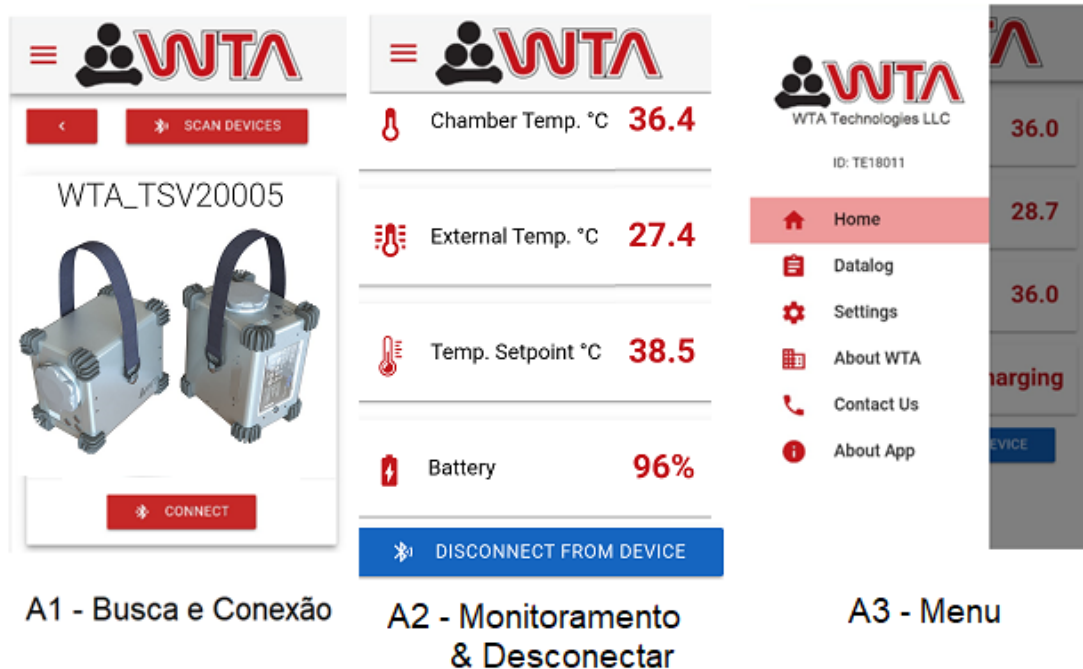 WTA
<
SCAN DEVICES
WTA_TSV20005
CONNECT
A1 - Busca e Conexão
WTA
Chamber Temp. °C 36.4
External Temp. °C 27.4
Temp. Setpoint °C 38.5
Battery 96%
DISCONNECT FROM DEVICE
A2 - Monitoramento
& Desconectar
WTA
WTA Technologies LLC
ID: TE18011
Home
Datalog
Settings
About WTA
Contact Us
About App
36.0
28.7
36.0
harging
EVICE
A3 - Menu